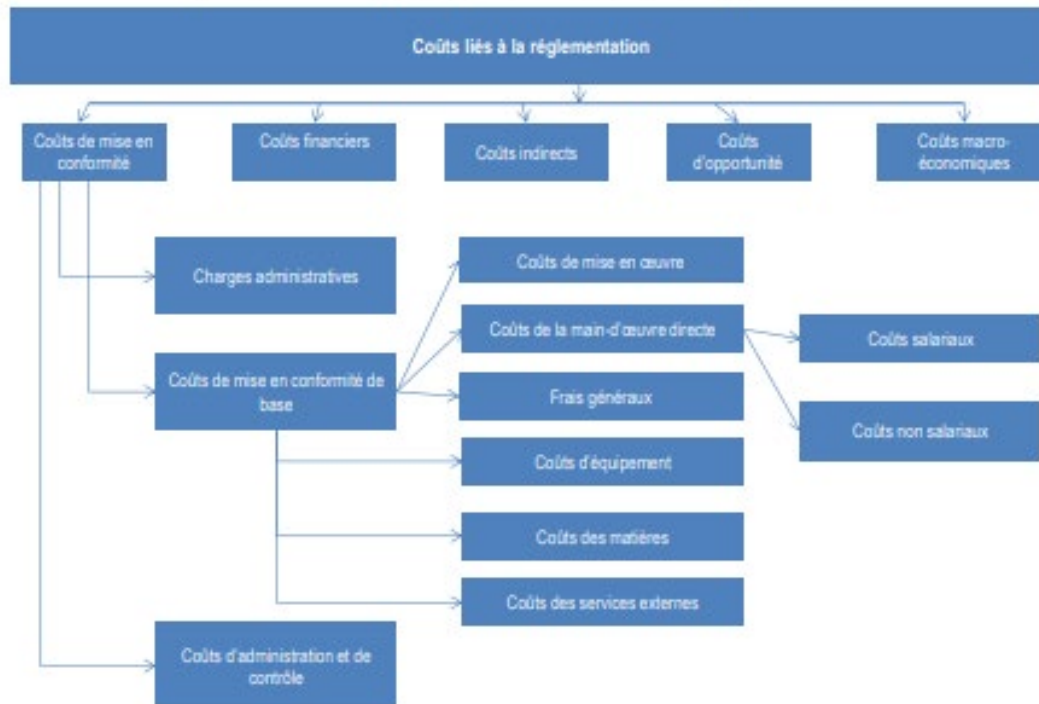 Coûts liés à la réglementation
Coûts de mise en
conformité
Coûts financiers
Coûts indirects
Coûts
d'opportunité
Coûts macro-
économiques
Charges administratives
Coûts de mise en conformité de
base
Coûts d'administration et de
contrôle
Coûts de mise en œuvre
Coûts de la main-d'œuvre directe
Frais généraux
Coûts d'équipement
Coûts des matières
Coûts des services externes
Coûts salariaux
Coûts non salariaux